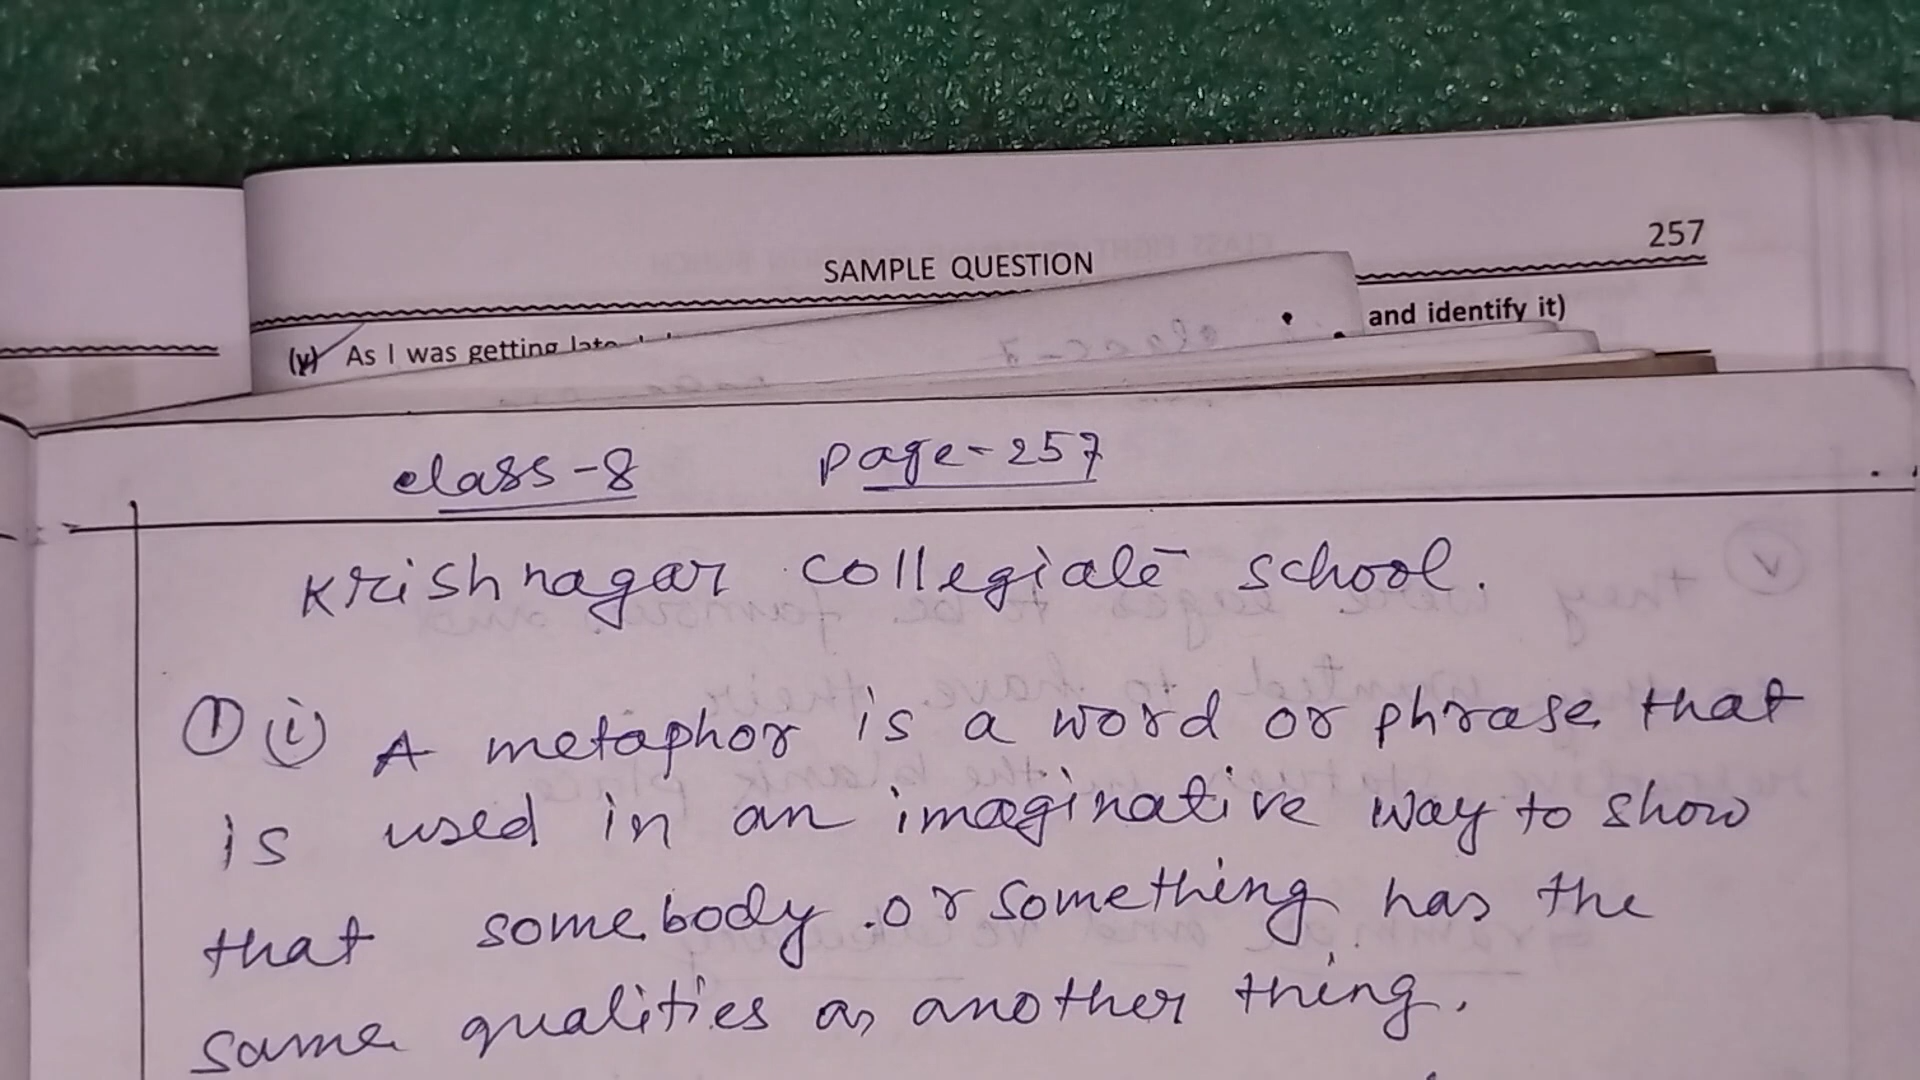 257
SAMPLE QUESTION
and identify it)
(v) As I was getting late
class-8 page-257
Krishnagar collegiate school.
① (i) A metaphor is a word or phrase that
is used in an imaginative way to show
that somebody or something has the
same qualities as another thing.